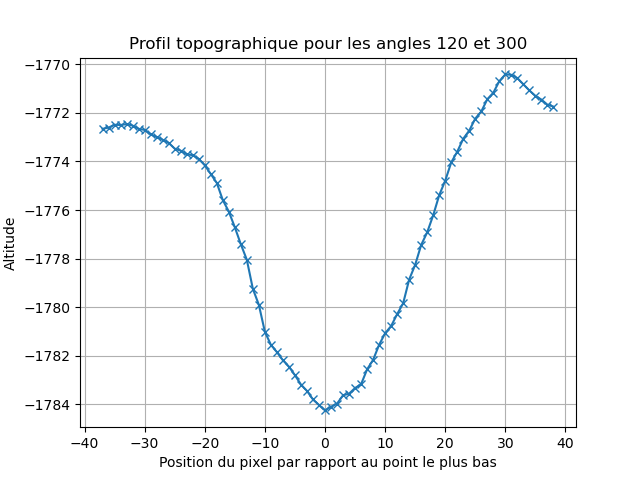 Profil topographique pour les angles 120 et 300
−1770
−1772
−1774
−1776
−1778
−1780
−1782
−1784
Altitude
−40 −30 −20 −10 0 10 20 30 40
Position du pixel par rapport au point le plus bas